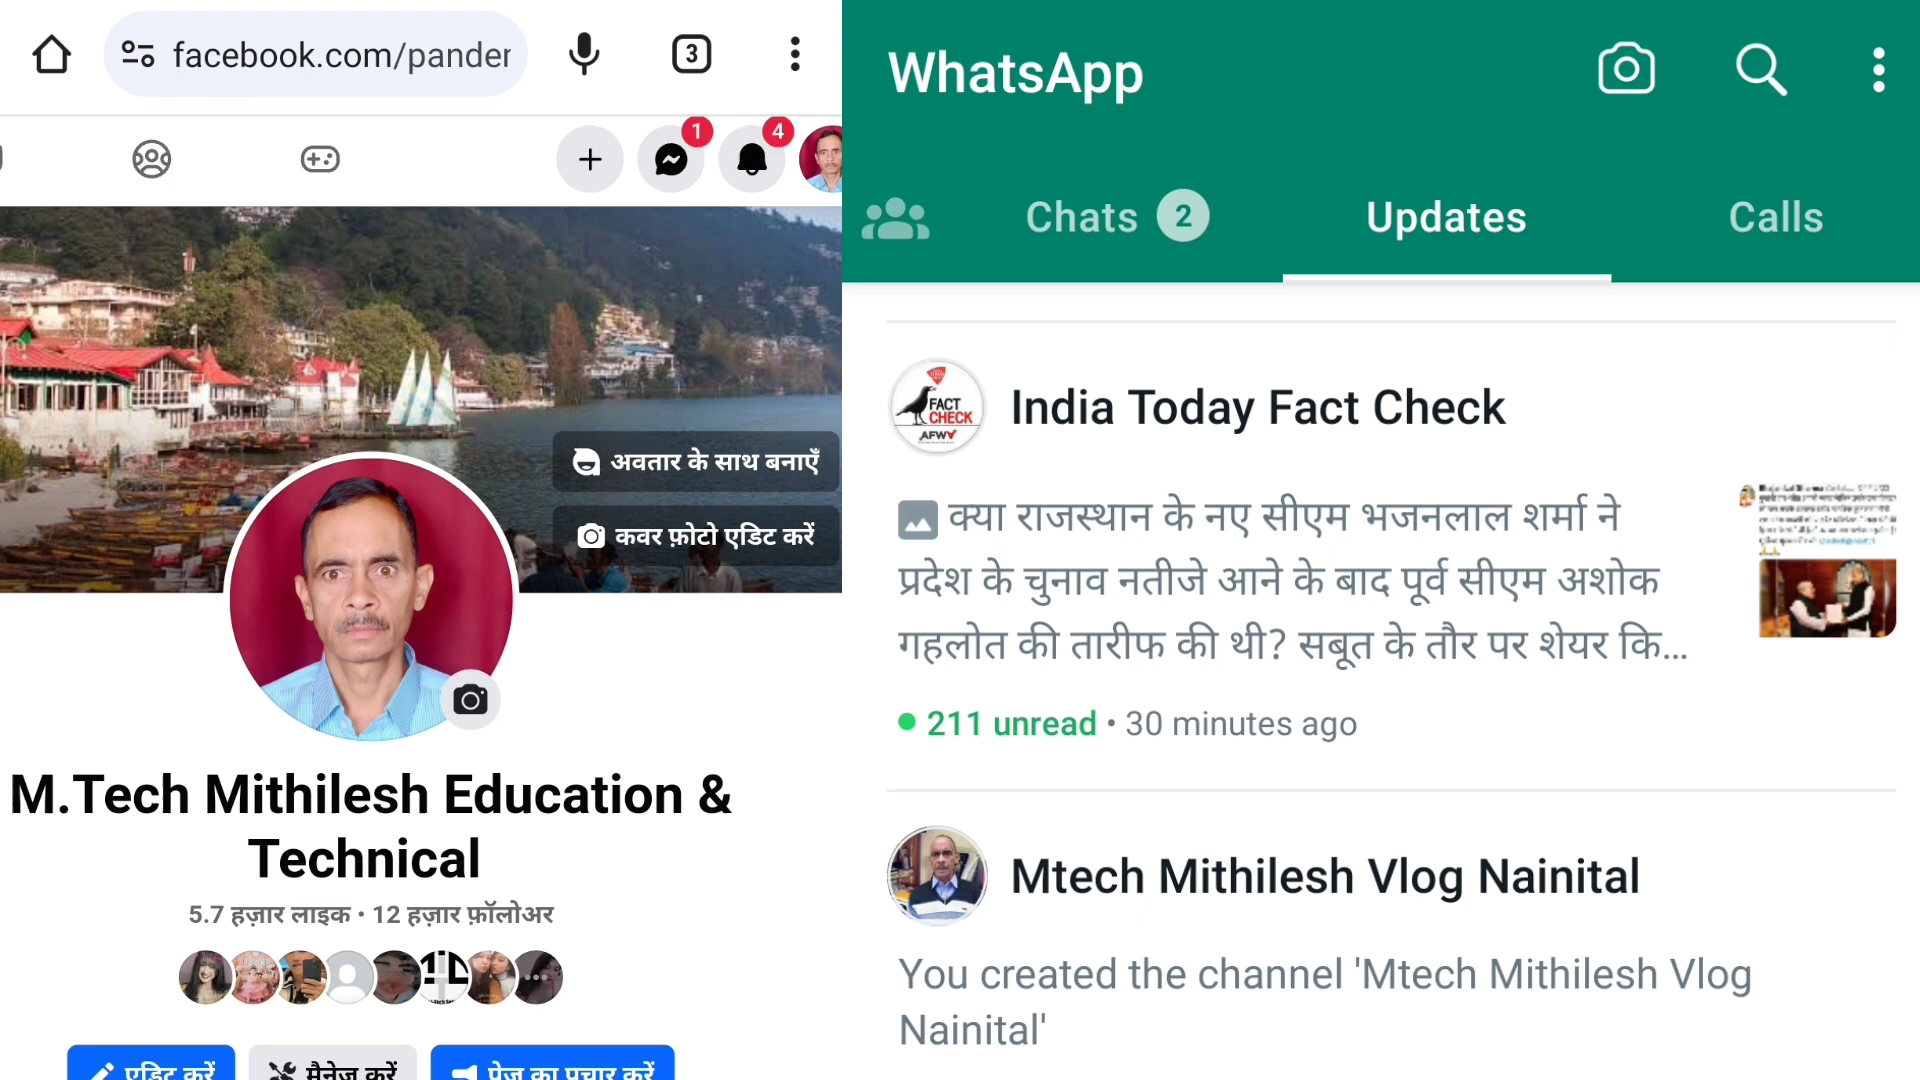 facebook.com/pander
3
1
4
अवतार के साथ बनाएँ
कवर फ़ोटो एडिट करें
M.Tech Mithilesh Education &
Technical
5.7 हज़ार लाइक • 12 हज़ार फ़ॉलोअर
एडिट करें
मैनेज करें
पेज का प्रचार करें
WhatsApp
Chats 2
Updates
Calls
FACT
CHECK
AFWA
India Today Fact Check
क्या राजस्थान के नए सीएम भजनलाल शर्मा ने
प्रदेश के चुनाव नतीजे आने के बाद पूर्व सीएम अशोक
गहलोत की तारीफ की थी? सबूत के तौर पर शेयर कि...
211 unread • 30 minutes ago
Mtech Mithilesh Vlog Nainital
You created the channel 'Mtech Mithilesh Vlog
Nainital'